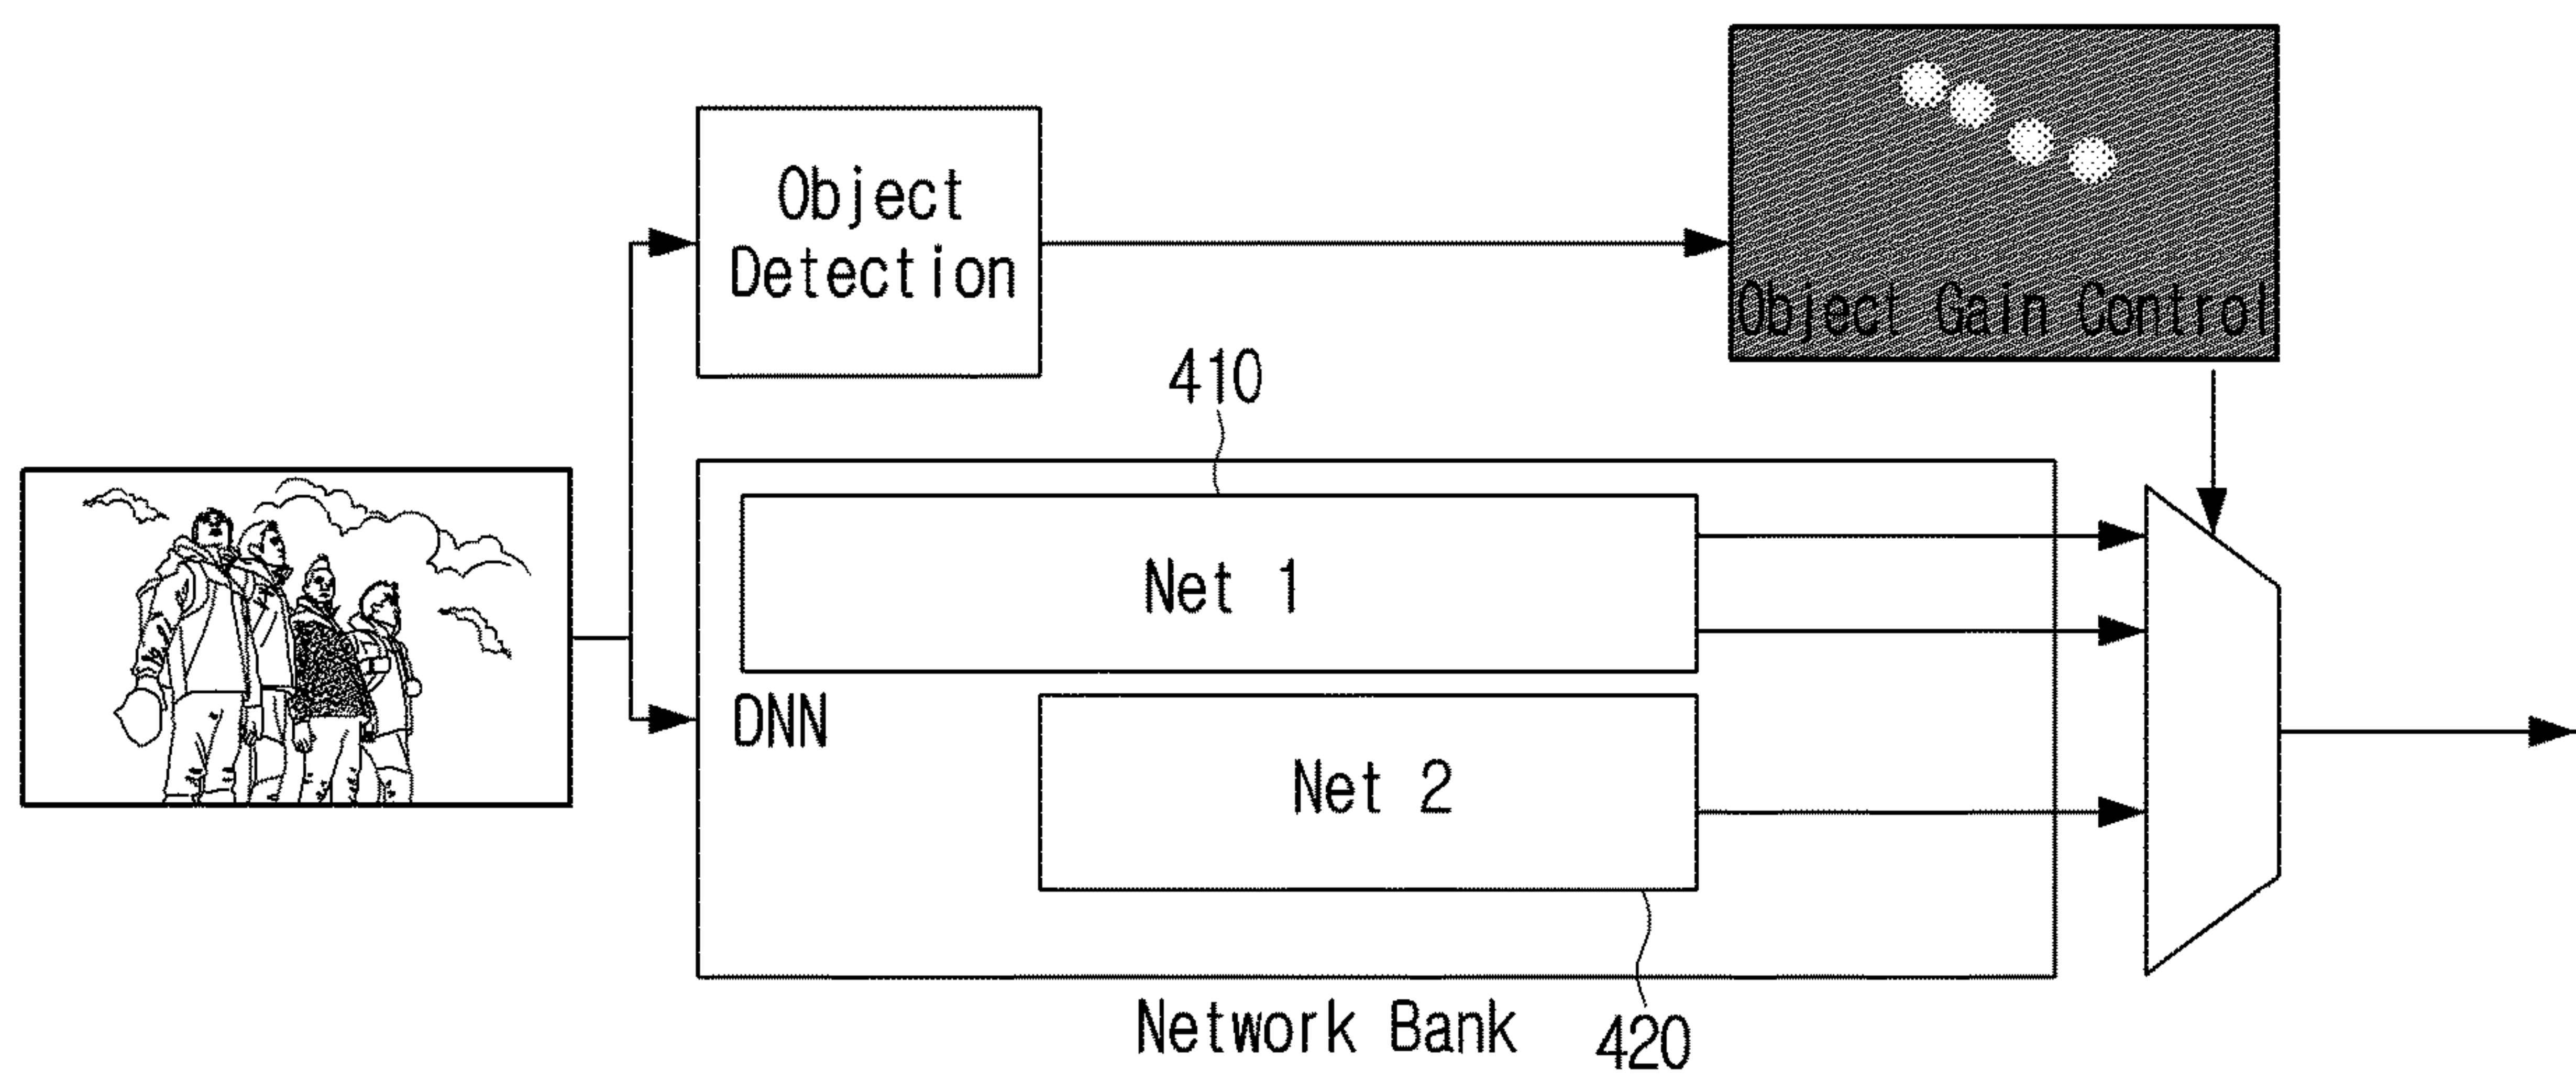 Object
Detection
Object Gain Control
410
Net 1
DNN
Net 2
Network Bank
420